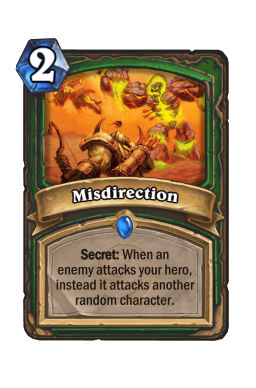 2
Misdirection
Secret: When an
enemy attacks your hero,
instead it attacks another
random character.